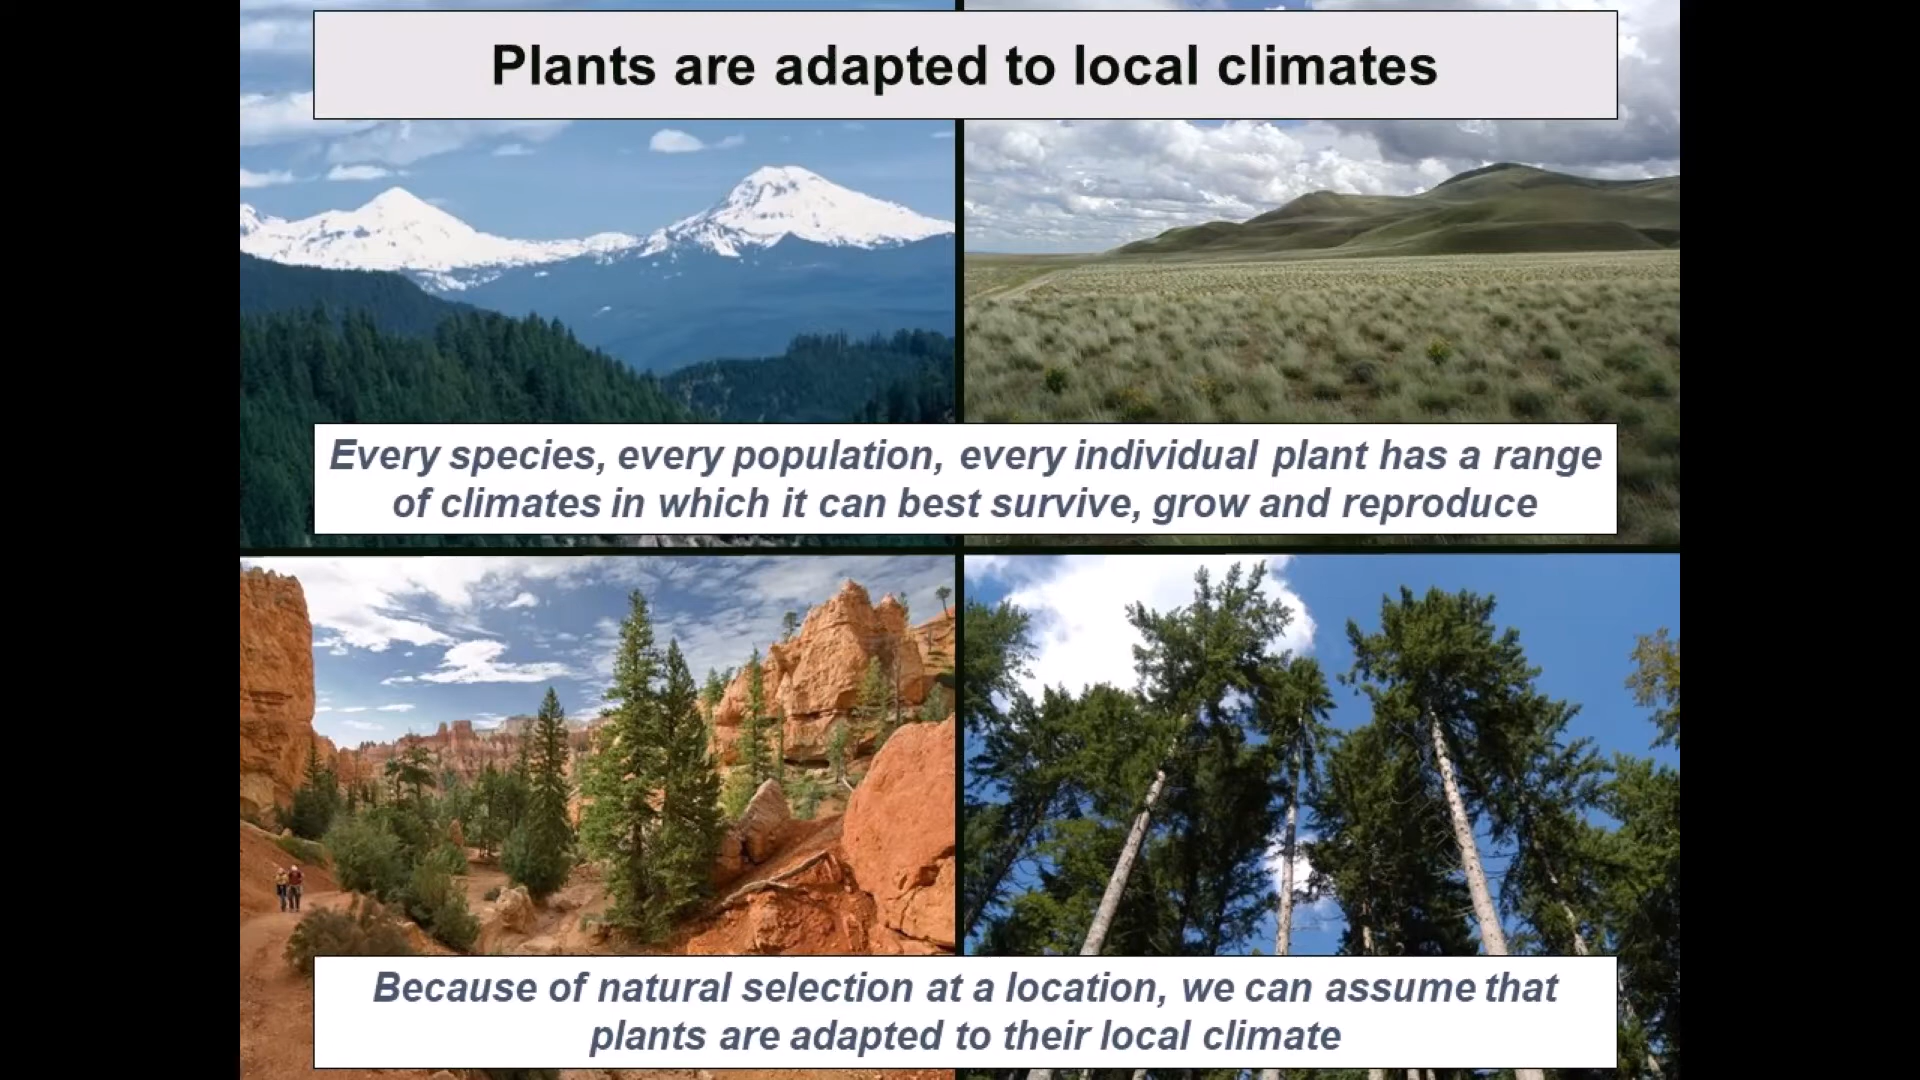 Plants are adapted to local climates
Every species, every population, every individual plant has a range
of climates in which it can best survive, grow and reproduce
Because of natural selection at a location, we can assume that
plants are adapted to their local climate